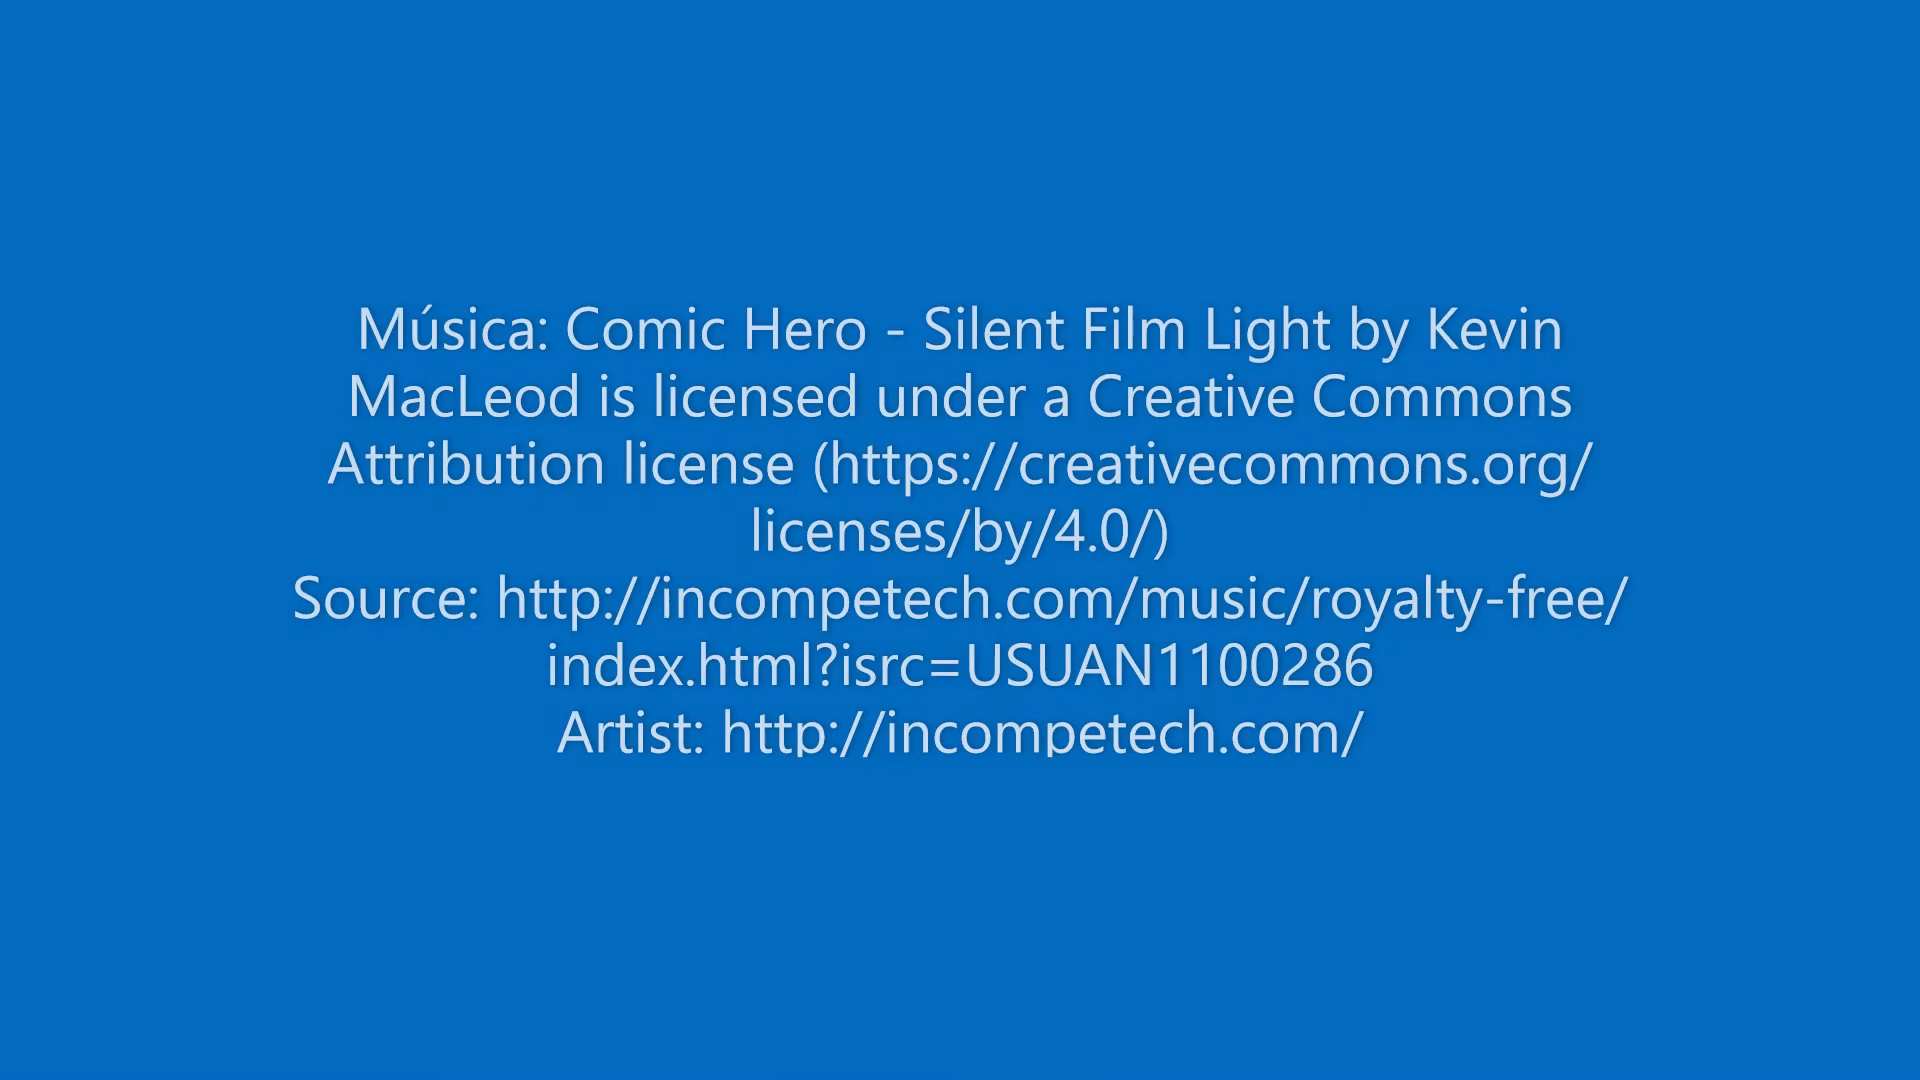 Música: Comic Hero - Silent Film Light by Kevin
MacLeod is licensed under a Creative Commons
Attribution license (https://creativecommons.org/
licenses/by/4.0/)
Source: http://incompetech.com/music/royalty-free/
index.html?isrc=USUAN1100286
Artist: http://incompetech.com/